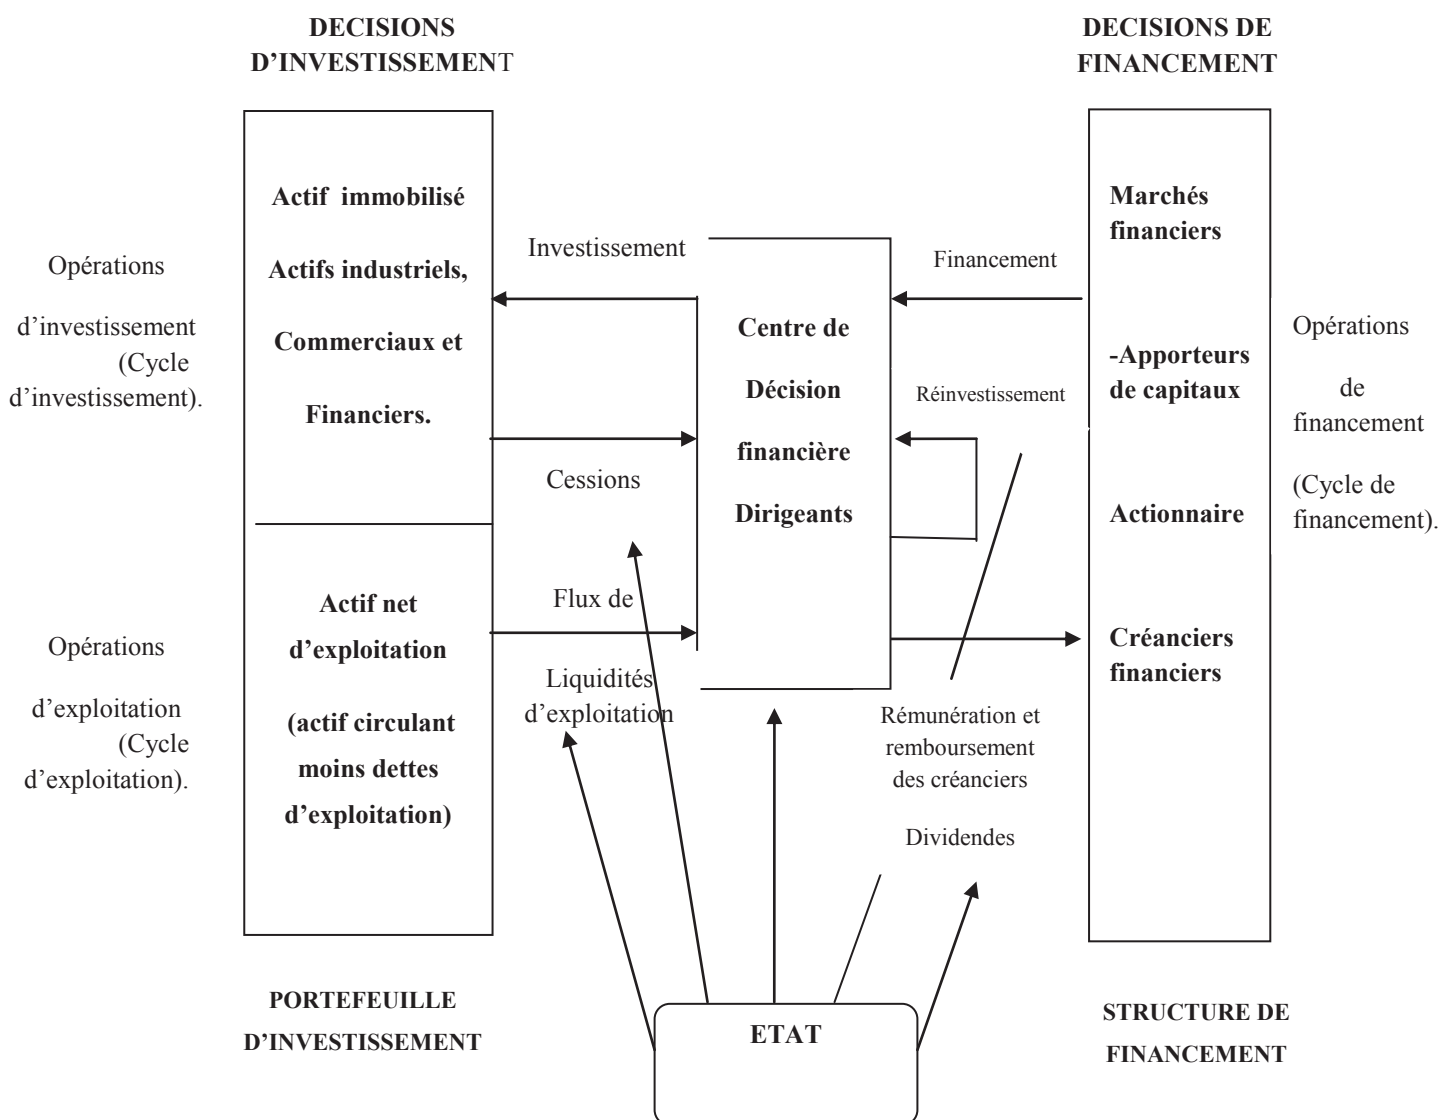 DECISIONS
D’INVESTISSEMENT
DECISIONS DE
FINANCEMENT
Opérations
d’investissement
(Cycle
d’investissement).
Opérations
d’exploitation
(Cycle
d’exploitation).
Actif immobilisé
Actifs industriels,
Commerciaux et
Financiers.
Actif net
d’exploitation
(actif circulant
moins dettes
d’exploitation)
Investissement
Cessions
Flux de
Liquidités
d’exploitation
Centre de
Décision
financière
Dirigeants
Financement
Réinvestissement
Rémunération et
remboursement
des créanciers
Dividendes
Marchés
financiers
-Apporteurs
de capitaux
Actionnaire
Créanciers
financiers
Opérations
de
financement
(Cycle de
financement).
PORTEFEUILLE
D’INVESTISSEMENT
ETAT
STRUCTURE DE
FINANCEMENT